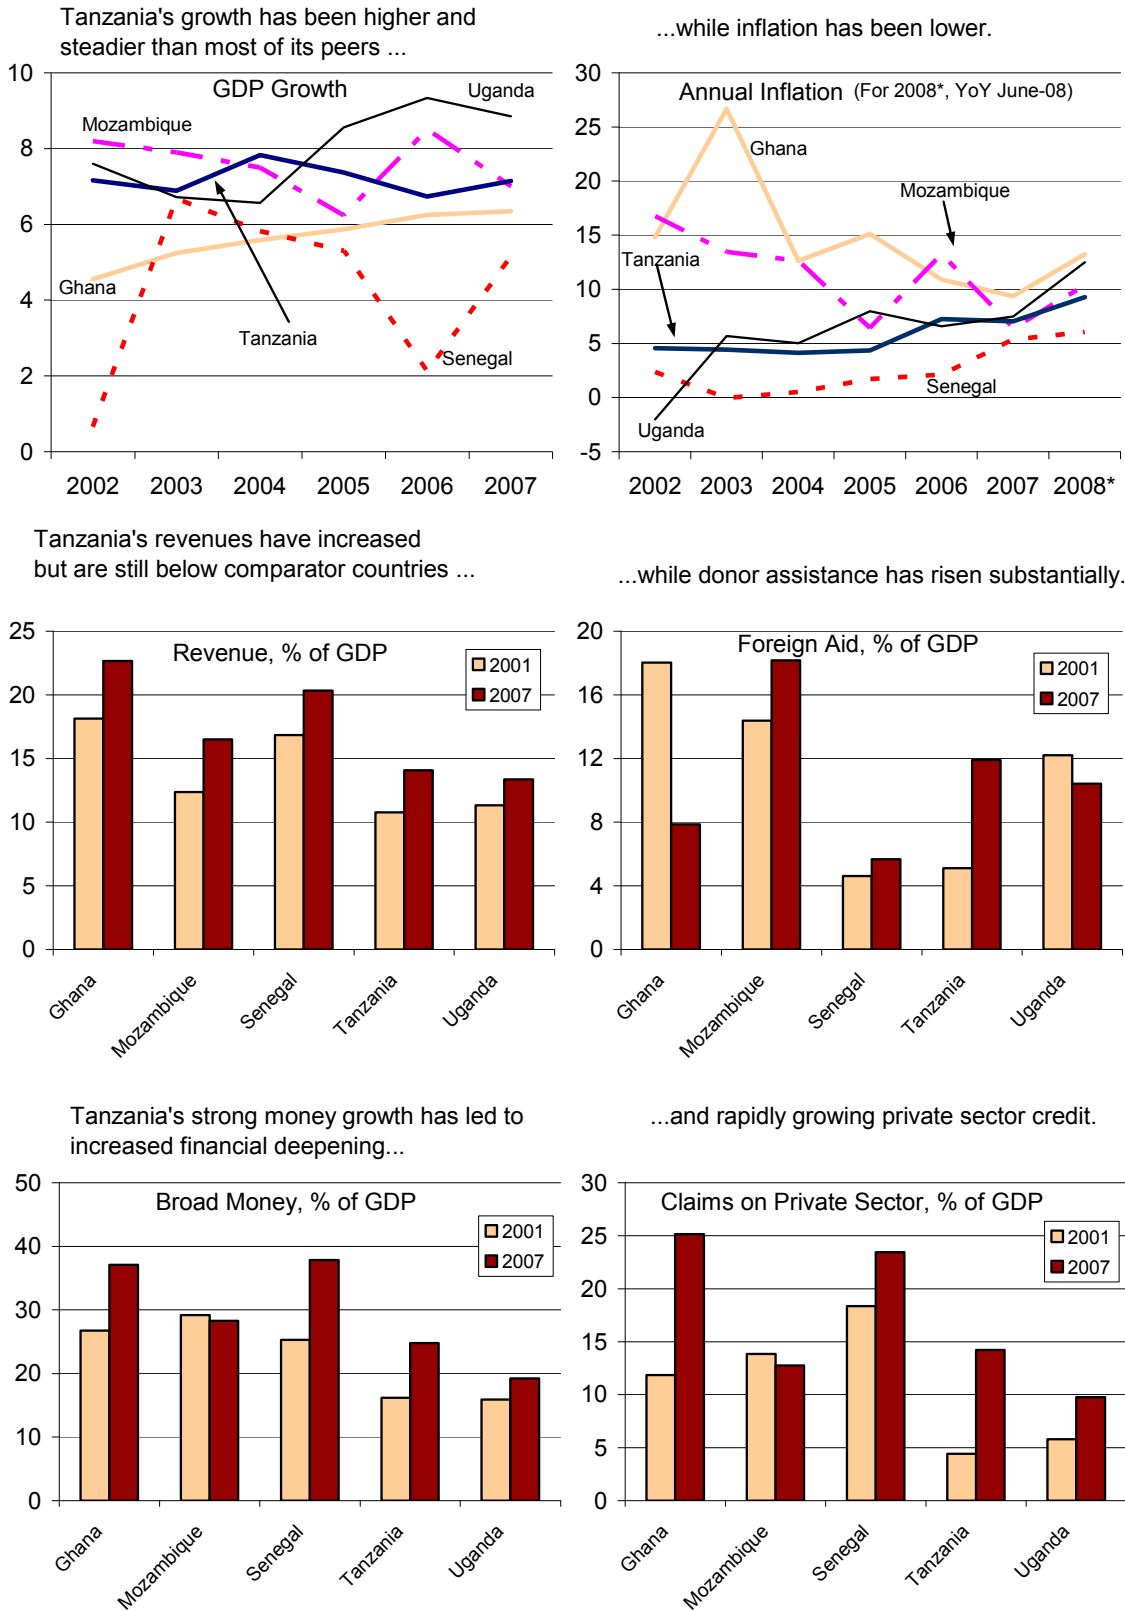 Tanzania's growth has been higher and
steadier than most of its peers ...
10
8
6
4
2
0
GDP Growth
Uganda
Mozambique
Ghana
Tanzania
Senegal
2002 2003 2004 2005 2006 2007
...while inflation has been lower.
30
25
20
15
10
5
0
-5
Annual Inflation (For 2008*, YoY June-08)
Ghana
Mozambique
Tanzania
Senegal
Uganda
2002 2003 2004 2005 2006 2007 2008*
Tanzania's revenues have increased
but are still below comparator countries ...
25
20
15
10
5
0
Revenue, % of GDP
2001
2007
Ghana
Mozambique
Senegal
Tanzania
Uganda
...while donor assistance has risen substantially.
20
16
12
8
4
0
Foreign Aid, % of GDP
2001
2007
Ghana
Mozambique
Senegal
Tanzania
Uganda
Tanzania's strong money growth has led to
increased financial deepening...
50
40
30
20
10
0
Broad Money, % of GDP
2001
2007
Ghana
Mozambique
Senegal
Tanzania
Uganda
...and rapidly growing private sector credit.
30
25
20
15
10
5
0
Claims on Private Sector, % of GDP
2001
2007
Ghana
Mozambique
Senegal
Tanzania
Uganda